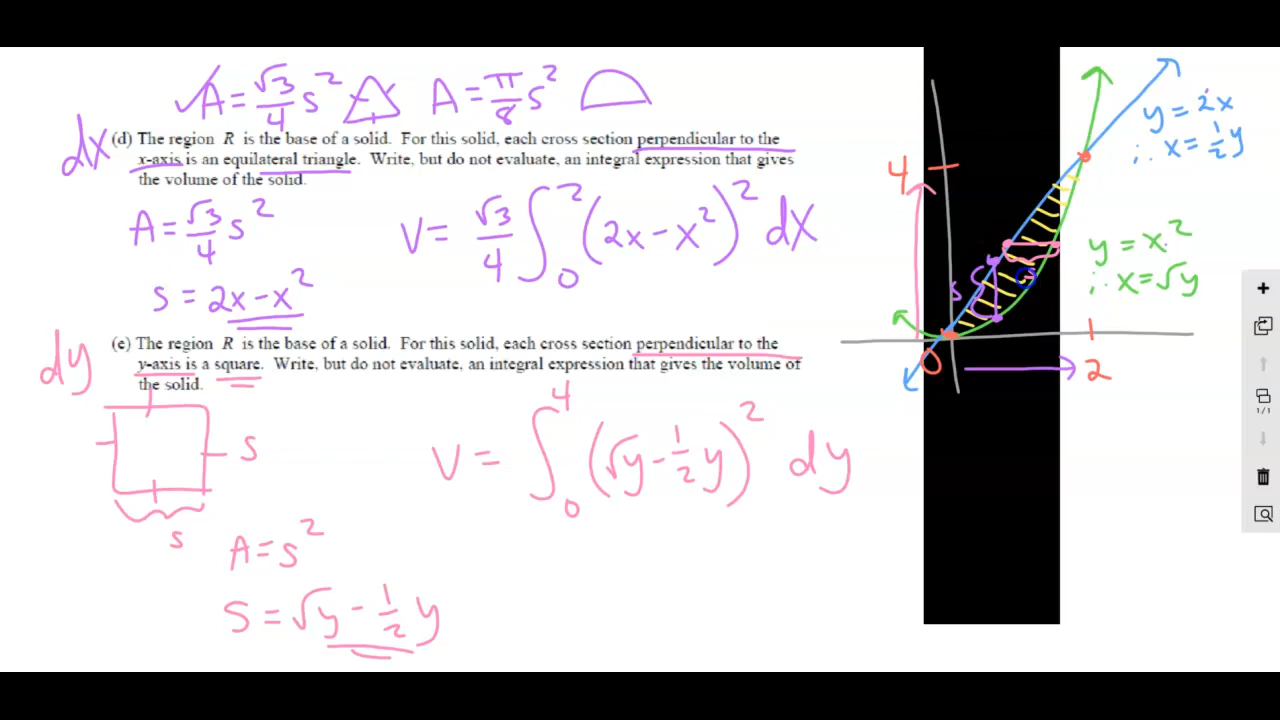 A = √3/4 s² A = π/8 s²
dx
(d) The region R is the base of a solid. For this solid, each cross section perpendicular to the
x-axis is an equilateral triangle. Write, but do not evaluate, an integral expression that gives
the volume of the solid.
A = √3/4 s²
s = 2x - x²
V = √3/4 ∫₀² (2x - x²)² dx
dy
(e) The region R is the base of a solid. For this solid, each cross section perpendicular to the
y-axis is a square. Write, but do not evaluate, an integral expression that gives the volume of
the solid.
s
s
A = s²
S = √y - 1/2 y
V = ∫₀⁴ (√y - 1/2 y)² dy
y = 2x
∴ x = 1/2 y
4
y = x²
∴ x = √y
s
0
1
2
1/1